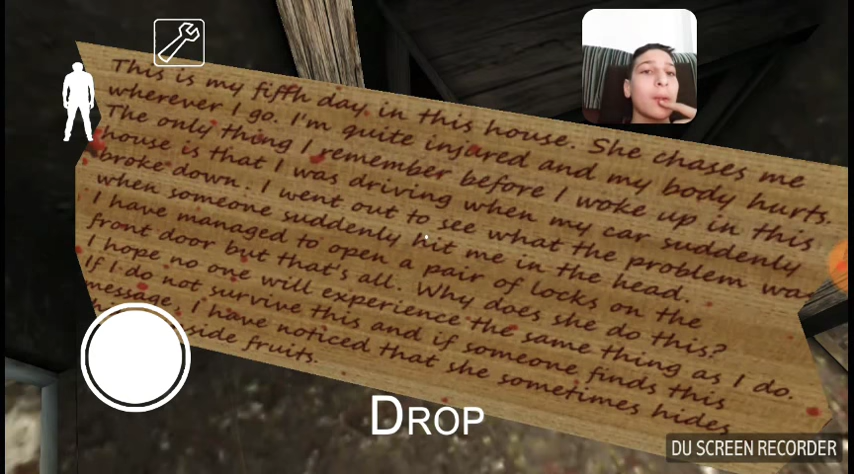 This is my fifth day in this house. She chases me
wherever I go. I'm quite injured and my body hurts.
The only thing I remember before I woke up in this
house is that I was driving when my car suddenly
broke down. I went out to see what the problem was
when someone suddenly hit me in the head.
I have managed to open a pair of locks on the
front door but that's all. Why does she do this?
I hope no one will experience the same thing as I do.
If I do not survive this and if someone finds this
message, I have noticed that she sometimes hides
side fruits.
DROP
DU SCREEN RECORDER